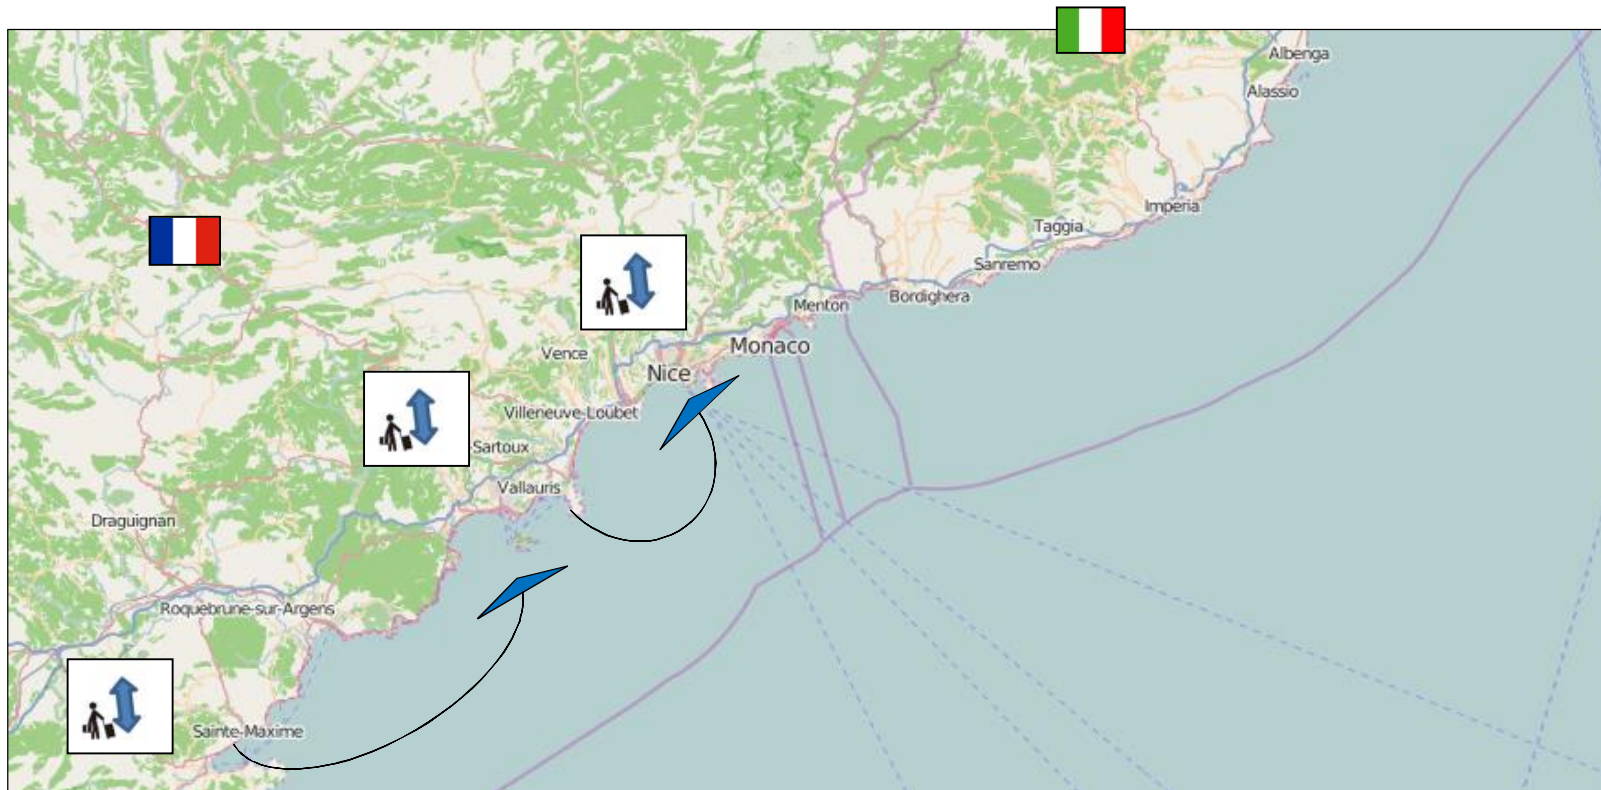 Albenga
Alassio
Imperia
Taggia
Sanremo
Bordighera
Menton
Monaco
Vence
Nice
Villeneuve-Loubet
Sartoux
Vallauris
Draguignan
Roquebrune-sur-Argens
Sainte-Maxime